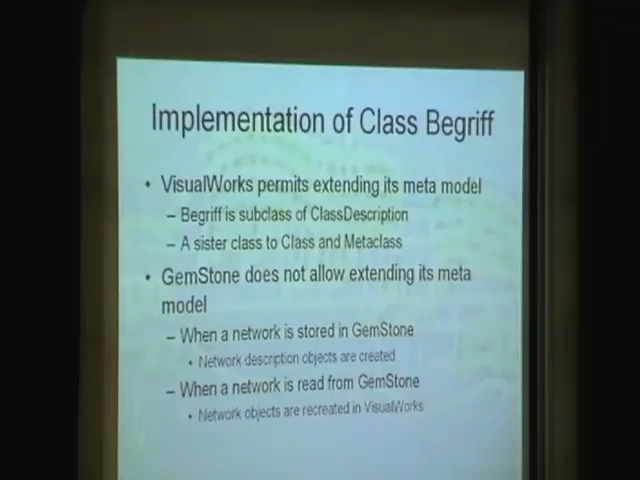 Implementation of Class Begriff
• VisualWorks permits extending its meta model
– Begriff is subclass of ClassDescription
– A sister class to Class and Metaclass
• GemStone does not allow extending its meta
model
– When a network is stored in GemStone
• Network description objects are created
– When a network is read from GemStone
• Network objects are recreated in VisualWorks